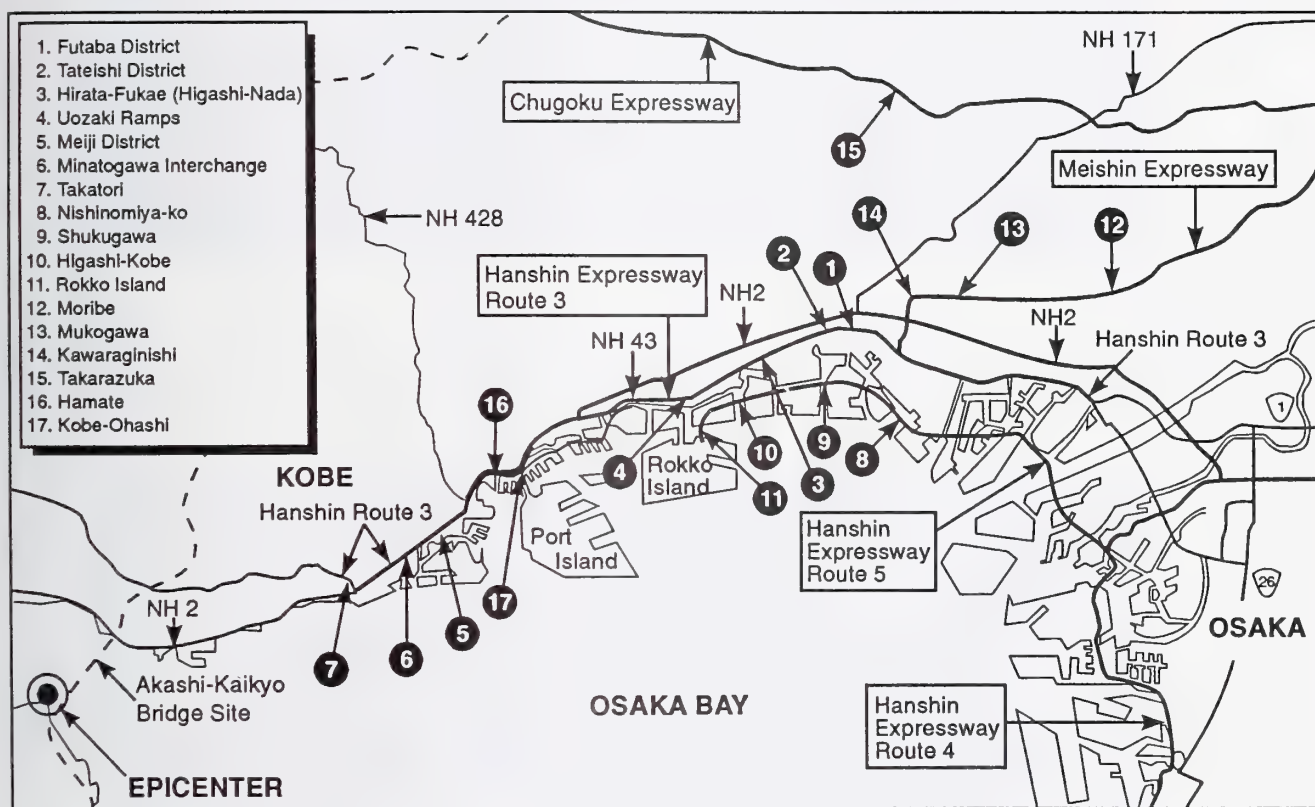 1. Futaba District
2. Tateishi District
3. Hirata-Fukae (Higashi-Nada)
4. Uozaki Ramps
5. Meiji District
6. Minatogawa Interchange
7. Takatori
8. Nishinomiya-ko
9. Shukugawa
10. Higashi-Kobe
11. Rokko Island
12. Moribe
13. Mukogawa
14. Kawaraginishi
15. Takarazuka
16. Hamate
17. Kobe-Ohashi
NH 171
Chugoku Expressway
15
Meishin Expressway
NH 428
14
13
12
Hanshin Expressway
Route 3
2
1
NH2
NH2
Hanshin Route 3
NH 43
1
16
KOBE
Hanshin Route 3
4
Rokko
Island
10
11
3
9
8
Port
Island
Hanshin
Expressway
Route 5
17
26
OSAKA
NH 2
7
6
5
Akashi-Kaikyo
Bridge Site
OSAKA BAY
Hanshin
Expressway
Route 4
EPICENTER